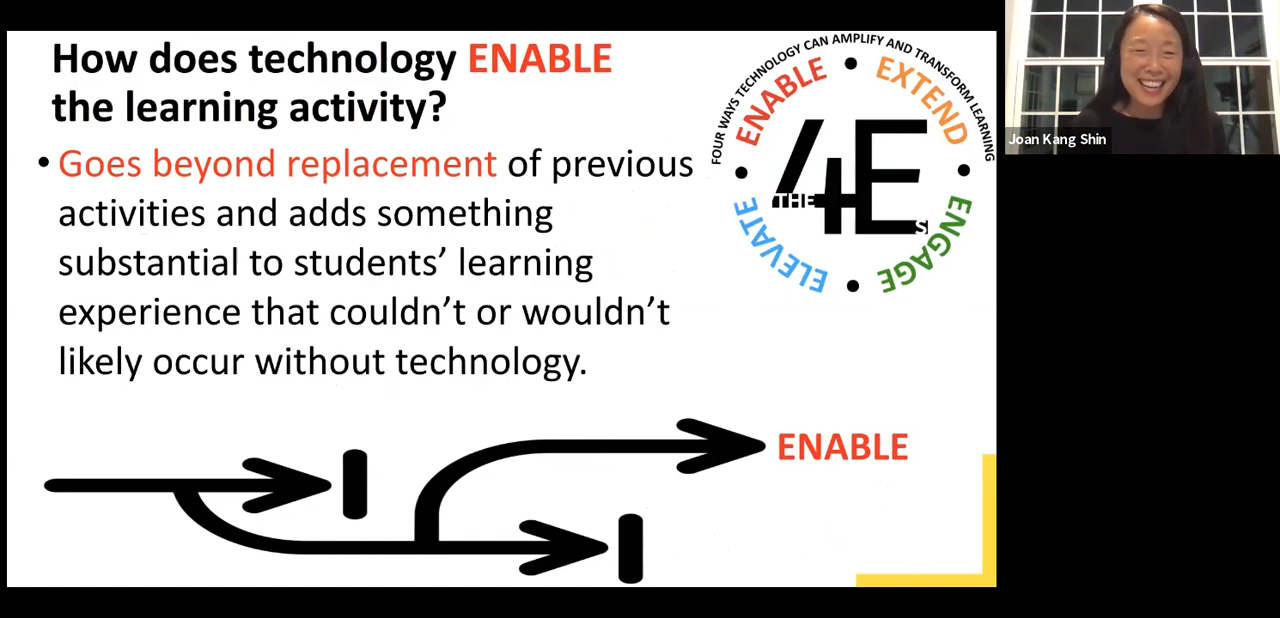 How does technology ENABLE
the learning activity?
• Goes beyond replacement of previous
activities and adds something
substantial to students’ learning
experience that couldn’t or wouldn’t
likely occur without technology.
FOUR WAYS TECHNOLOGY CAN AMPLIFY AND TRANSFORM LEARNING
ENABLE • EXTEND • ENGAGE • ELEVATE •
THE 4Es
ENABLE
Joan Kang Shin